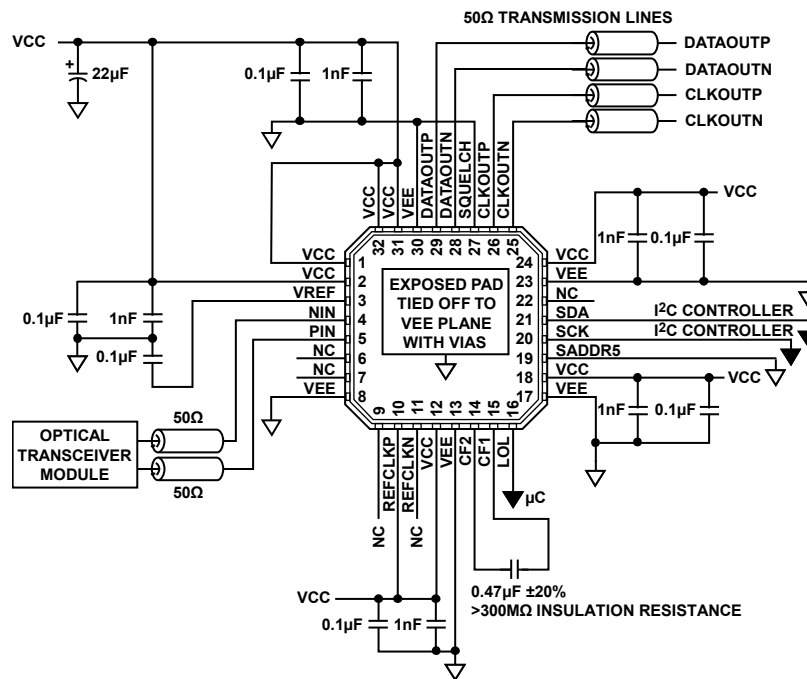 50Ω TRANSMISSION LINES
VCC
+
22µF
0.1µF
1nF
DATAOUTP
DATAOUTN
CLKOUTP
CLKOUTN
VCC
VCC
VEE
DATAOUTP
DATAOUTN
SQUELCH
CLKOUTP
CLKOUTN
32
31
30
29
28
27
26
25
VCC
1
VCC
2
VREF
3
NIN
4
PIN
5
NC
6
NC
7
VEE
8
0.1µF
1nF
0.1µF
EXPOSED PAD
TIED OFF TO
VEE PLANE
WITH VIAS
24
VCC
23
VEE
22
NC
21
SDA
20
SCK
19
SADDR5
18
VCC
17
VEE
VCC
1nF
0.1µF
I²C CONTROLLER
I²C CONTROLLER
VCC
1nF
0.1µF
OPTICAL
TRANSCEIVER
MODULE
50Ω
50Ω
9
10
11
12
13
14
15
16
REFCLKP
REFCLKN
VCC
VEE
CF2
CF1
LOL
NC
NC
µC
VCC
0.1µF
1nF
0.47µF ±20%
>300MΩ INSULATION RESISTANCE